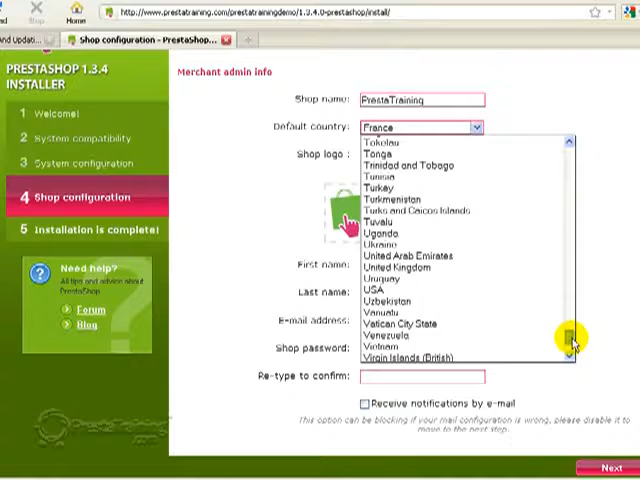 Stop
Home
http://www.prestatraining.com/prestatrainingdemo/1.3.4.0-prestashop/install/
And Updati...
Shop configuration - PrestaShop...
PRESTASHOP 1.3.4
INSTALLER
1 Welcome!
2 System compatibility
3 System configuration
4 Shop configuration
5 Installation is complete!
Need help?
All tips and advice about
PrestaShop
Forum
Blog
PrestaTraining
.com
Merchant admin info
Shop name: PrestaTraining
Default country: France
Shop logo :
Tokelau
Tonga
Trinidad and Tobago
Tunisia
Turkey
Turkmenistan
Turks and Caicos Islands
Tuvalu
Uganda
Ukraine
United Arab Emirates
United Kingdom
Uruguay
USA
Uzbekistan
Vanuatu
Vatican City State
Venezuela
Vietnam
Virgin Islands (British)
First name:
Last name:
E-mail address:
Shop password:
Re-type to confirm:
Receive notifications by e-mail
This option can be blocking if your mail configuration is wrong, please disable it to
move to the next step.
Next